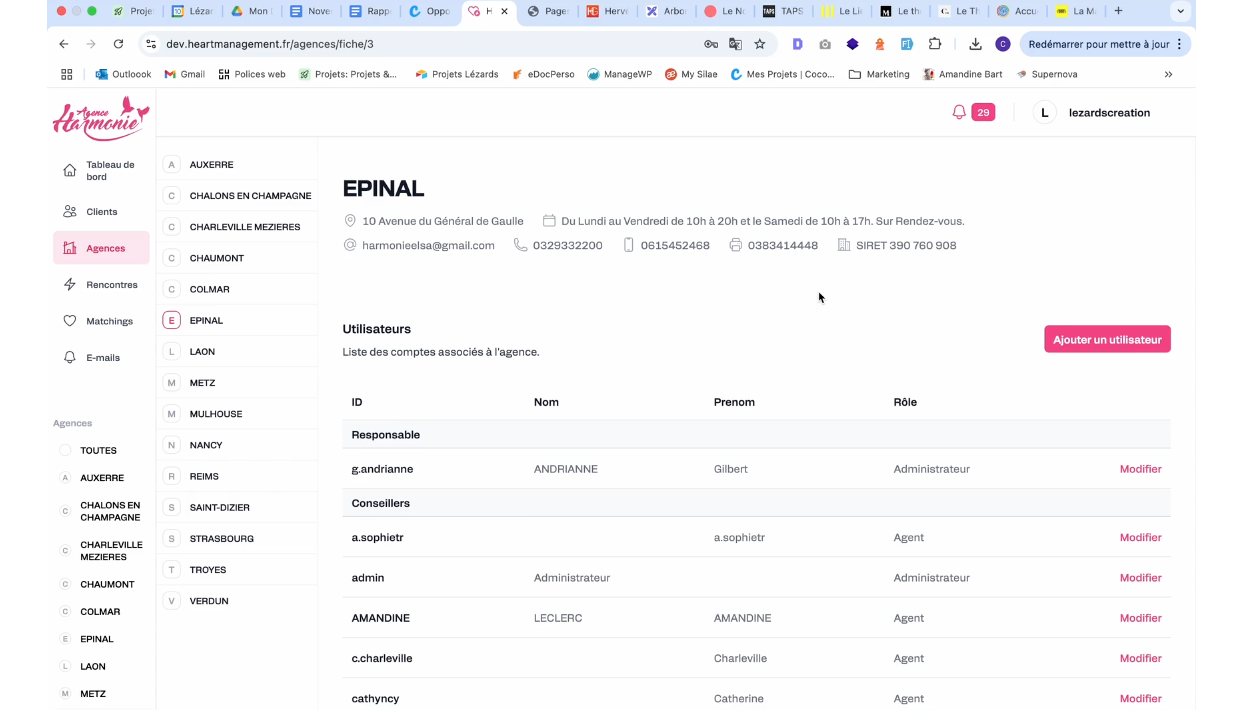 Proje
Lézar
Mon
Nove
Rapp
Oppo
H
Page
Herve
Arbo
Le No
TAPS
TAPS
Le Li
M
Le th
Le Th
Accu
La Ma
dev.heartmanagement.fr/agences/fiche/3
Redémarrer pour mettre à jour
Outloook
Gmail
Polices web
Projets: Projets &...
Projets Lézards
eDocPerso
ManageWP
My Silae
Mes Projets | Coco...
Marketing
Amandine Bart
Supernova
Agence
Harmonie
29
L
lezardscreation
Tableau de
bord
Clients
Agences
Rencontres
Matchings
E-mails
Agences
TOUTES
A AUXERRE
C CHALONS EN
CHAMPAGNE
C CHARLEVILLE
MEZIERES
C CHAUMONT
C COLMAR
E EPINAL
L LAON
M METZ
A AUXERRE
C CHALONS EN CHAMPAGNE
C CHARLEVILLE MEZIERES
C CHAUMONT
C COLMAR
E EPINAL
L LAON
M METZ
M MULHOUSE
N NANCY
R REIMS
S SAINT-DIZIER
S STRASBOURG
T TROYES
V VERDUN
EPINAL
10 Avenue du Général de Gaulle Du Lundi au Vendredi de 10h à 20h et le Samedi de 10h à 17h. Sur Rendez-vous.
harmonieelsa@gmail.com 0329332200 0615452468 0383414448 SIRET 390 760 908
Utilisateurs
Liste des comptes associés à l'agence.
Ajouter un utilisateur
ID Nom Prenom Rôle
Responsable
g.andrianne ANDRIANNE Gilbert Administrateur Modifier
Conseillers
a.sophietr a.sophietr Agent Modifier
admin Administrateur Administrateur Modifier
AMANDINE LECLERC AMANDINE Agent Modifier
c.charleville Charleville Agent Modifier
cathyncy Catherine Agent Modifier